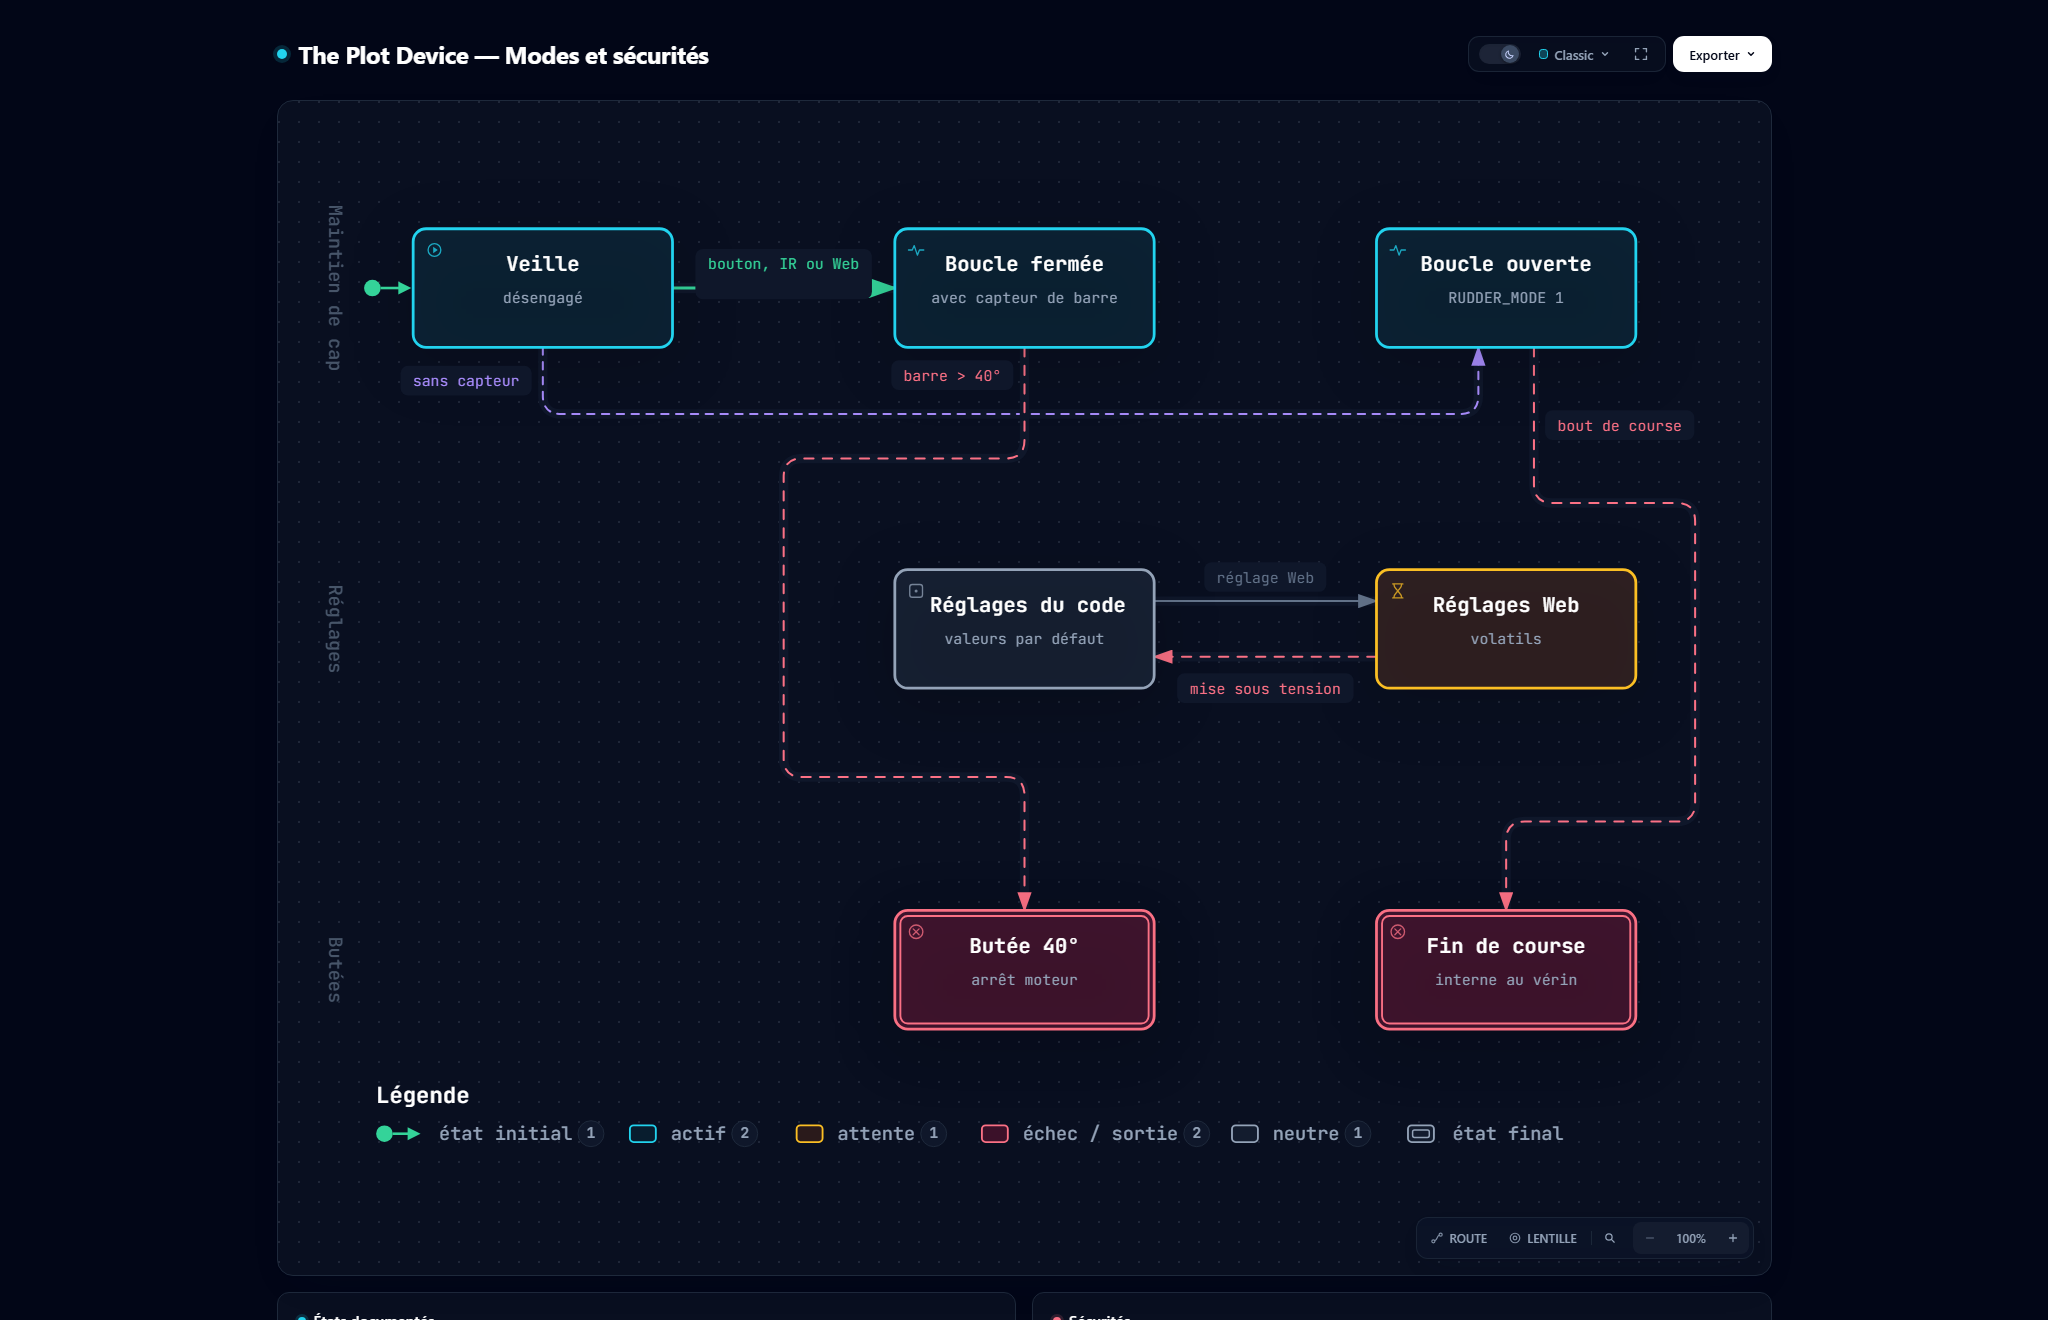 The Plot Device — Modes et sécurités
Classic
Exporter
Maintien de cap
Veille
désengagé
bouton, IR ou Web
Boucle fermée
avec capteur de barre
Boucle ouverte
RUDDER_MODE 1
sans capteur
barre > 40°
bout de course
Réglages
Réglages du code
valeurs par défaut
réglage Web
mise sous tension
Réglages Web
volatils
Butées
Butée 40°
arrêt moteur
Fin de course
interne au vérin
Légende
état initial 1
actif 2
attente 1
échec / sortie 2
neutre 1
état final
ROUTE
LENTILLE
− 100% +